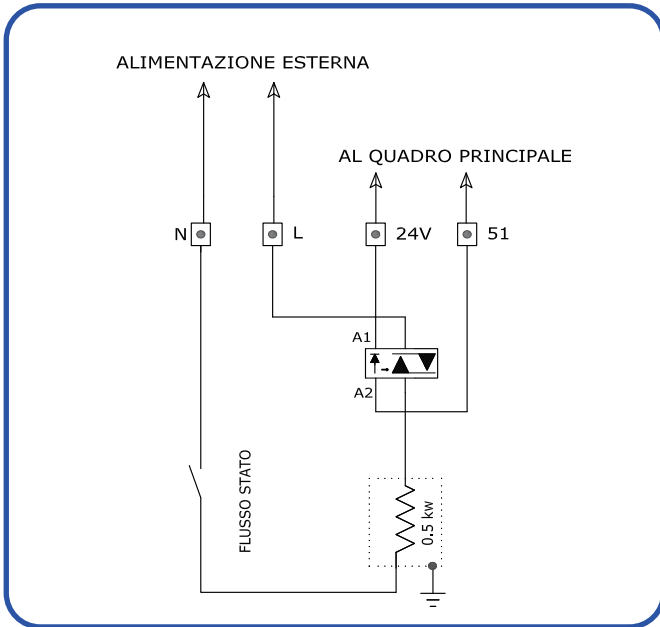 ALIMENTAZIONE ESTERNA
AL QUADRO PRINCIPALE
N
L
24V
51
A1
A2
FLUSSO STATO
0.5 kw